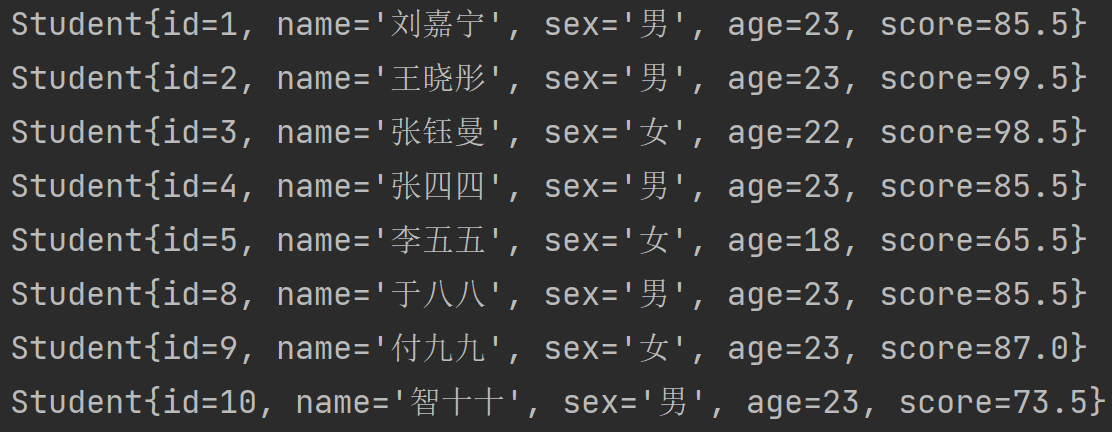 Student{id=1, name='刘嘉宁', sex='男', age=23, score=85.5}
Student{id=2, name='王晓彤', sex='男', age=23, score=99.5}
Student{id=3, name='张钰曼', sex='女', age=22, score=98.5}
Student{id=4, name='张四四', sex='男', age=23, score=85.5}
Student{id=5, name='李五五', sex='女', age=18, score=65.5}
Student{id=8, name='于八八', sex='男', age=23, score=85.5}
Student{id=9, name='付九九', sex='女', age=23, score=87.0}
Student{id=10, name='智十十', sex='男', age=23, score=73.5}